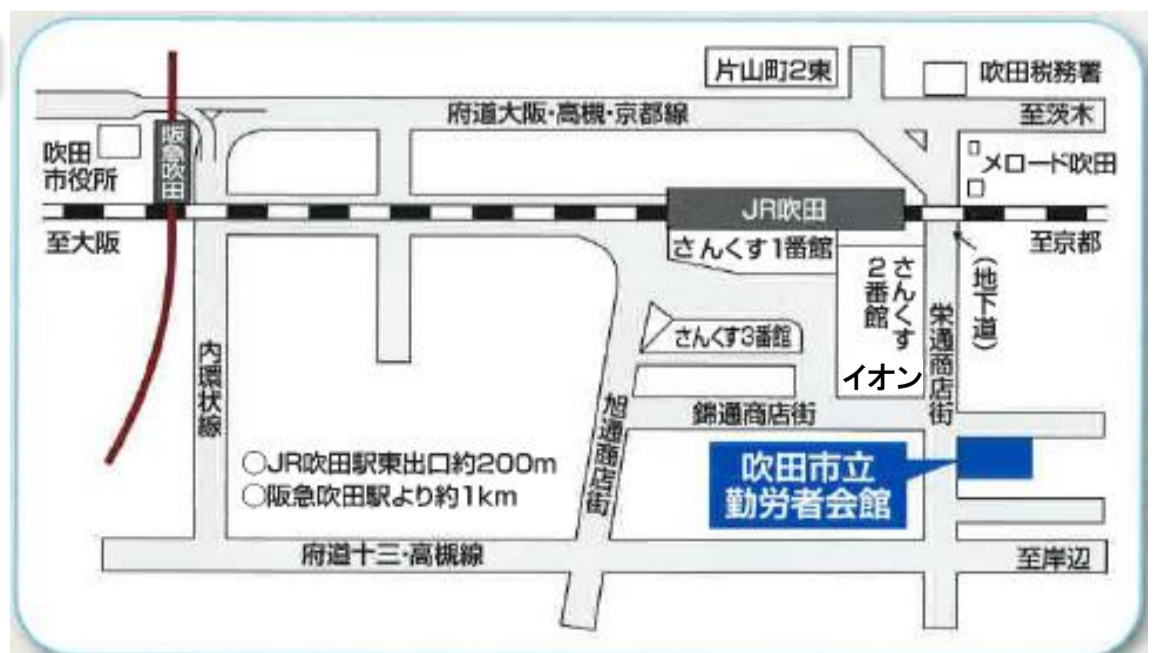 片山町2東
吹田税務署
府道大阪・高槻・京都線
至茨木
阪急吹田
吹田
市役所
メロード吹田
JR吹田
至大阪
さんくす1番館
至京都
さんくす
2番館
(地下道)
さんくす3番館
イオン
栄通商店街
内環状線
旭通商店街
錦通商店街
○JR吹田駅東出口約200m
○阪急吹田駅より約1km
吹田市立
勤労者会館
府道十三・高槻線
至岸辺